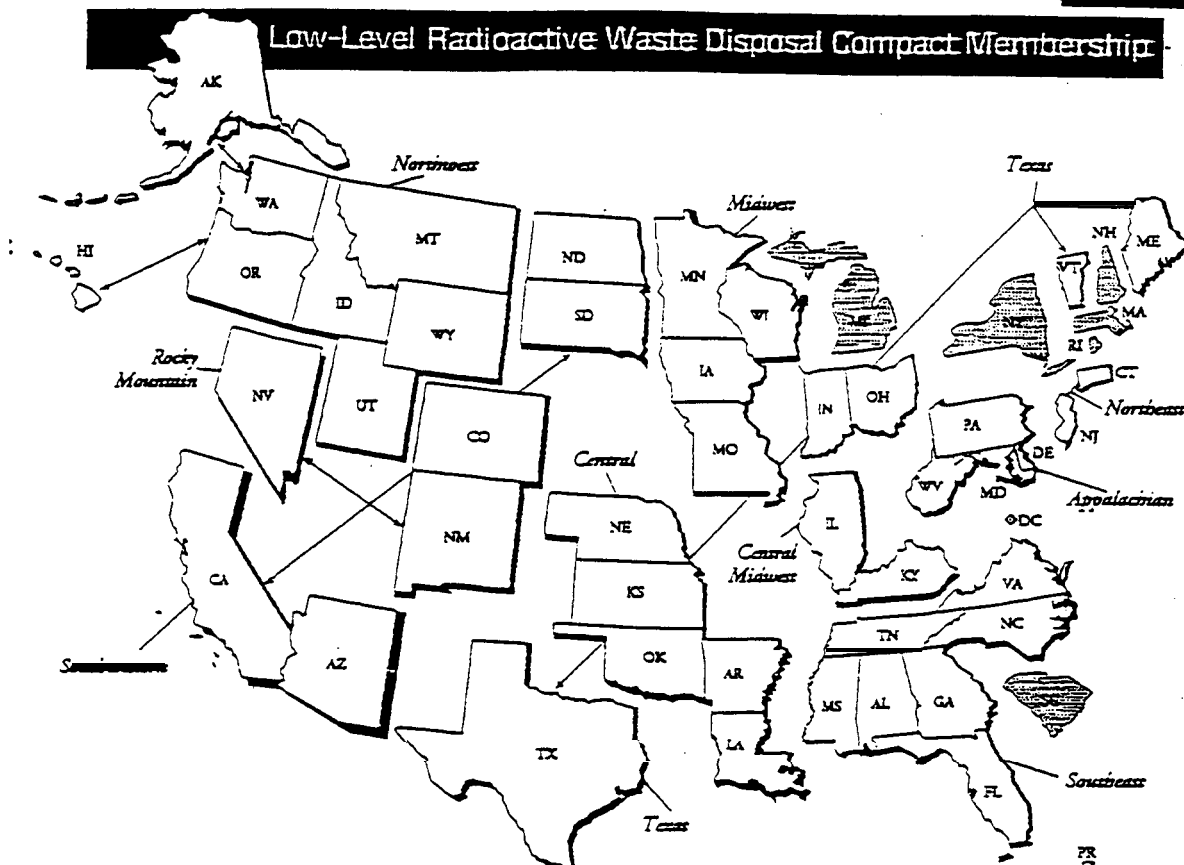 Low-Level Radioactive Waste Disposal Compact Membership
AK
Northwest
Texas
WA
MT
ND
MN
Midwest
NH
ME
HI
OR
ID
SD
WI
MI
VT
NY
MA
WY
RI
Rocky
Mountain
NV
UT
IA
IN
OH
CT
Northeast
CO
MO
PA
NJ
Central
DE
WV
MD
Appalachian
NM
NE
IL
DC
Central
Midwest
CA
KS
KY
VA
TN
NC
AZ
OK
AR
MS
AL
GA
SC
TX
LA
Southeast
FL
Texas
PR